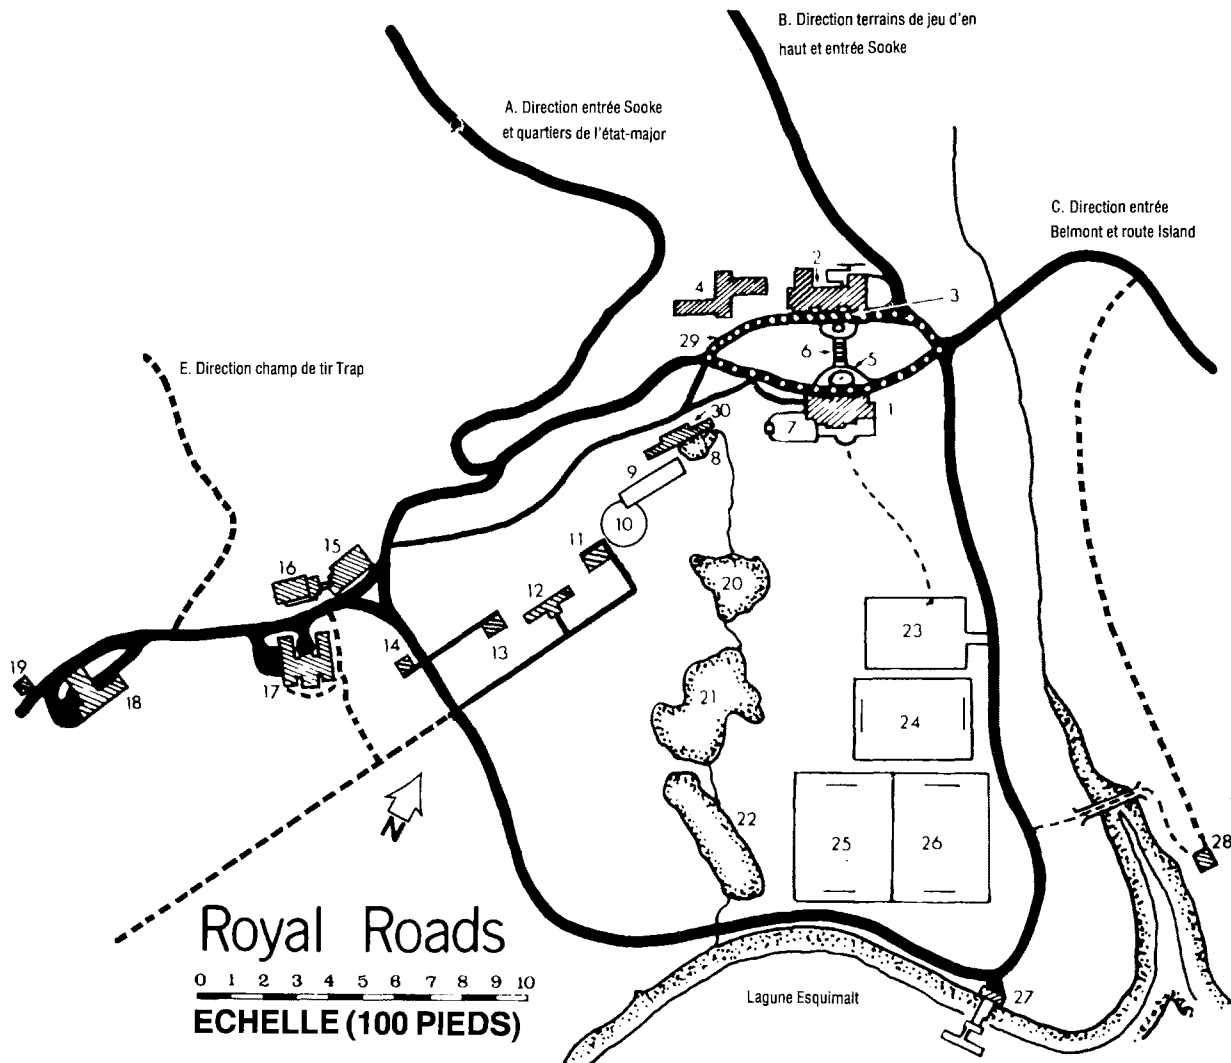 B. Direction terrains de jeu d'en
haut et entrée Sooke
A. Direction entrée Sooke
et quartiers de l'état-major
C. Direction entrée
Belmont et route Island
2
4
3
29
6
5
E. Direction champ de tir Trap
30
1
7
9
8
10
15
11
16
12
20
23
14
13
19
17
18
21
24
N
22
25
26
28
Royal Roads
0 1 2 3 4 5 6 7 8 9 10
ECHELLE (100 PIEDS)
Lagune Esquimalt
27